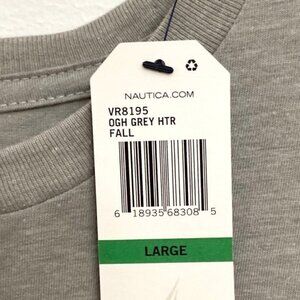 NAUTICA.COM
VR8195
OGH GREY HTR
FALL
6 18935 68308 5
LARGE